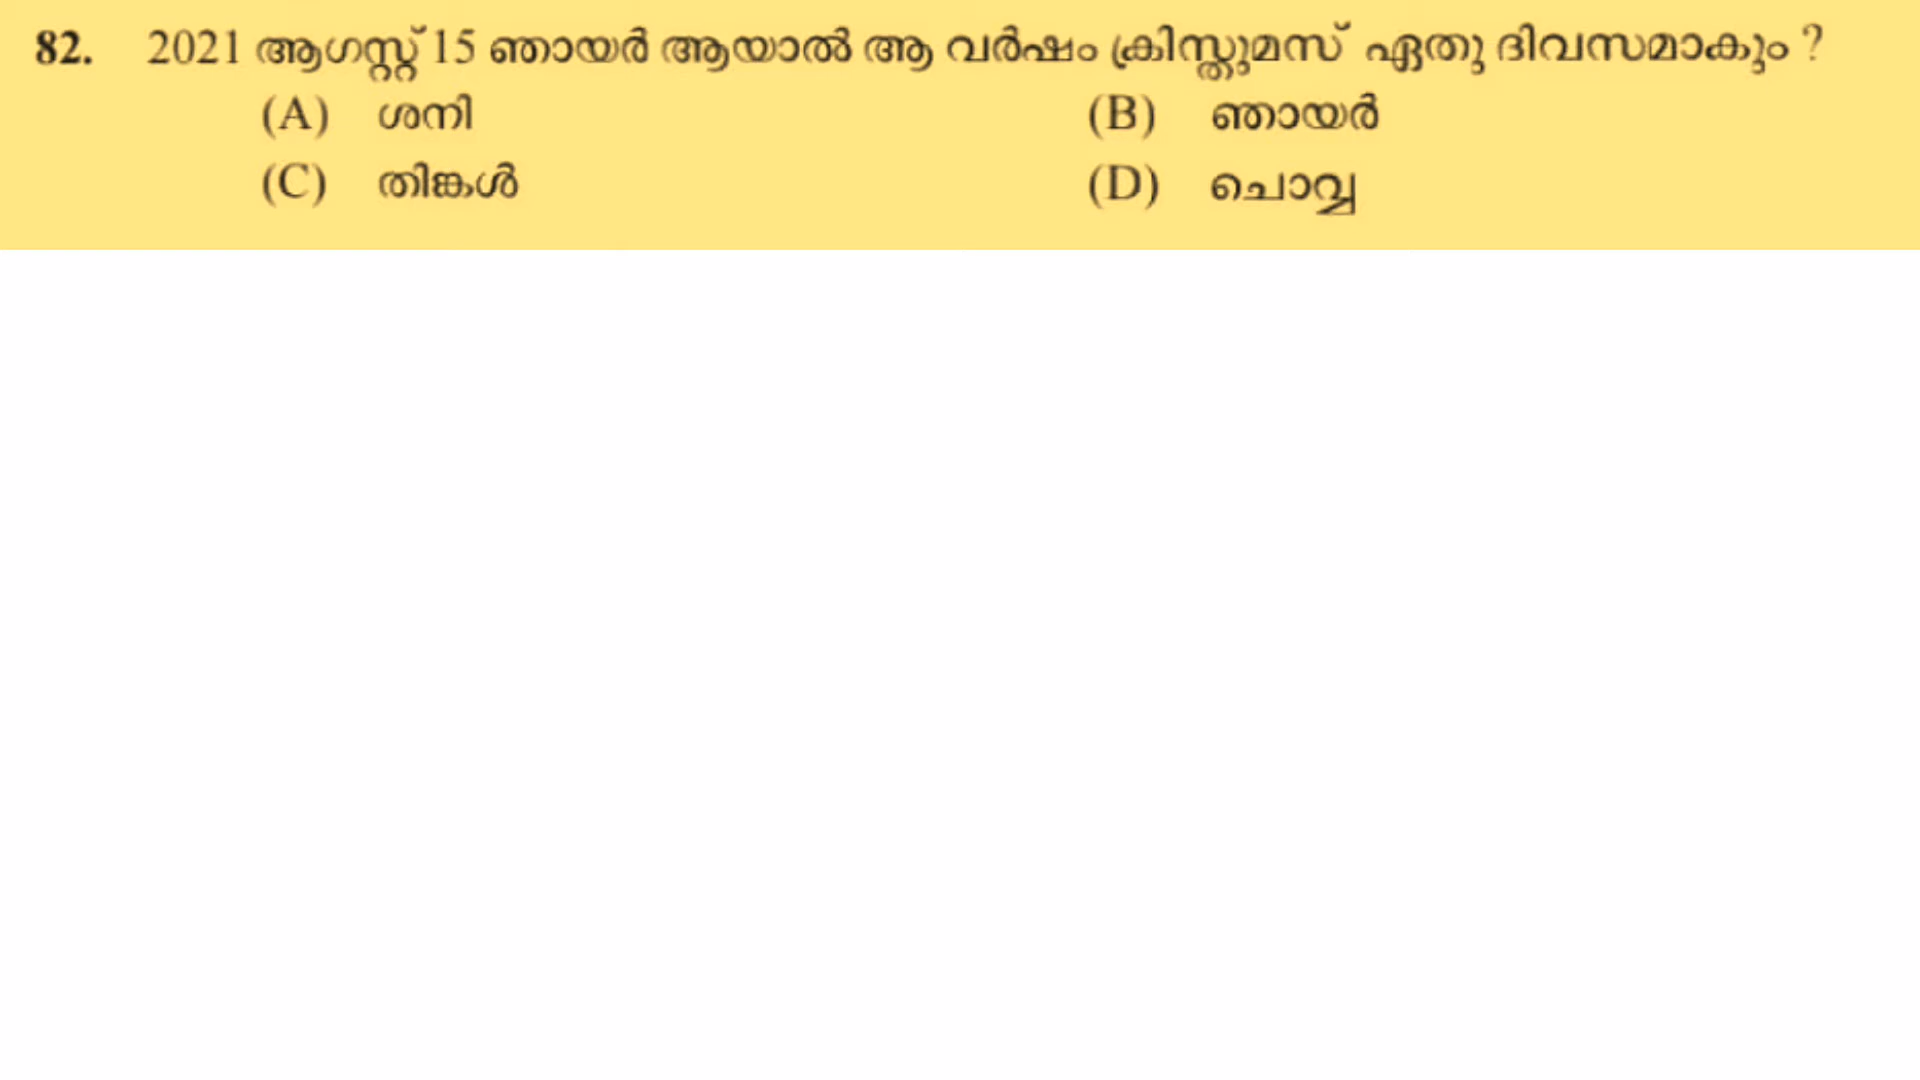 82. 2021 ആഗസ്റ്റ് 15 ഞായർ ആയാൽ ആ വർഷം ക്രിസ്തുമസ് ഏതു ദിവസമാകും ?
(A) ശനി (B) ഞായർ
(C) തിങ്കൾ (D) ചൊവ്വ